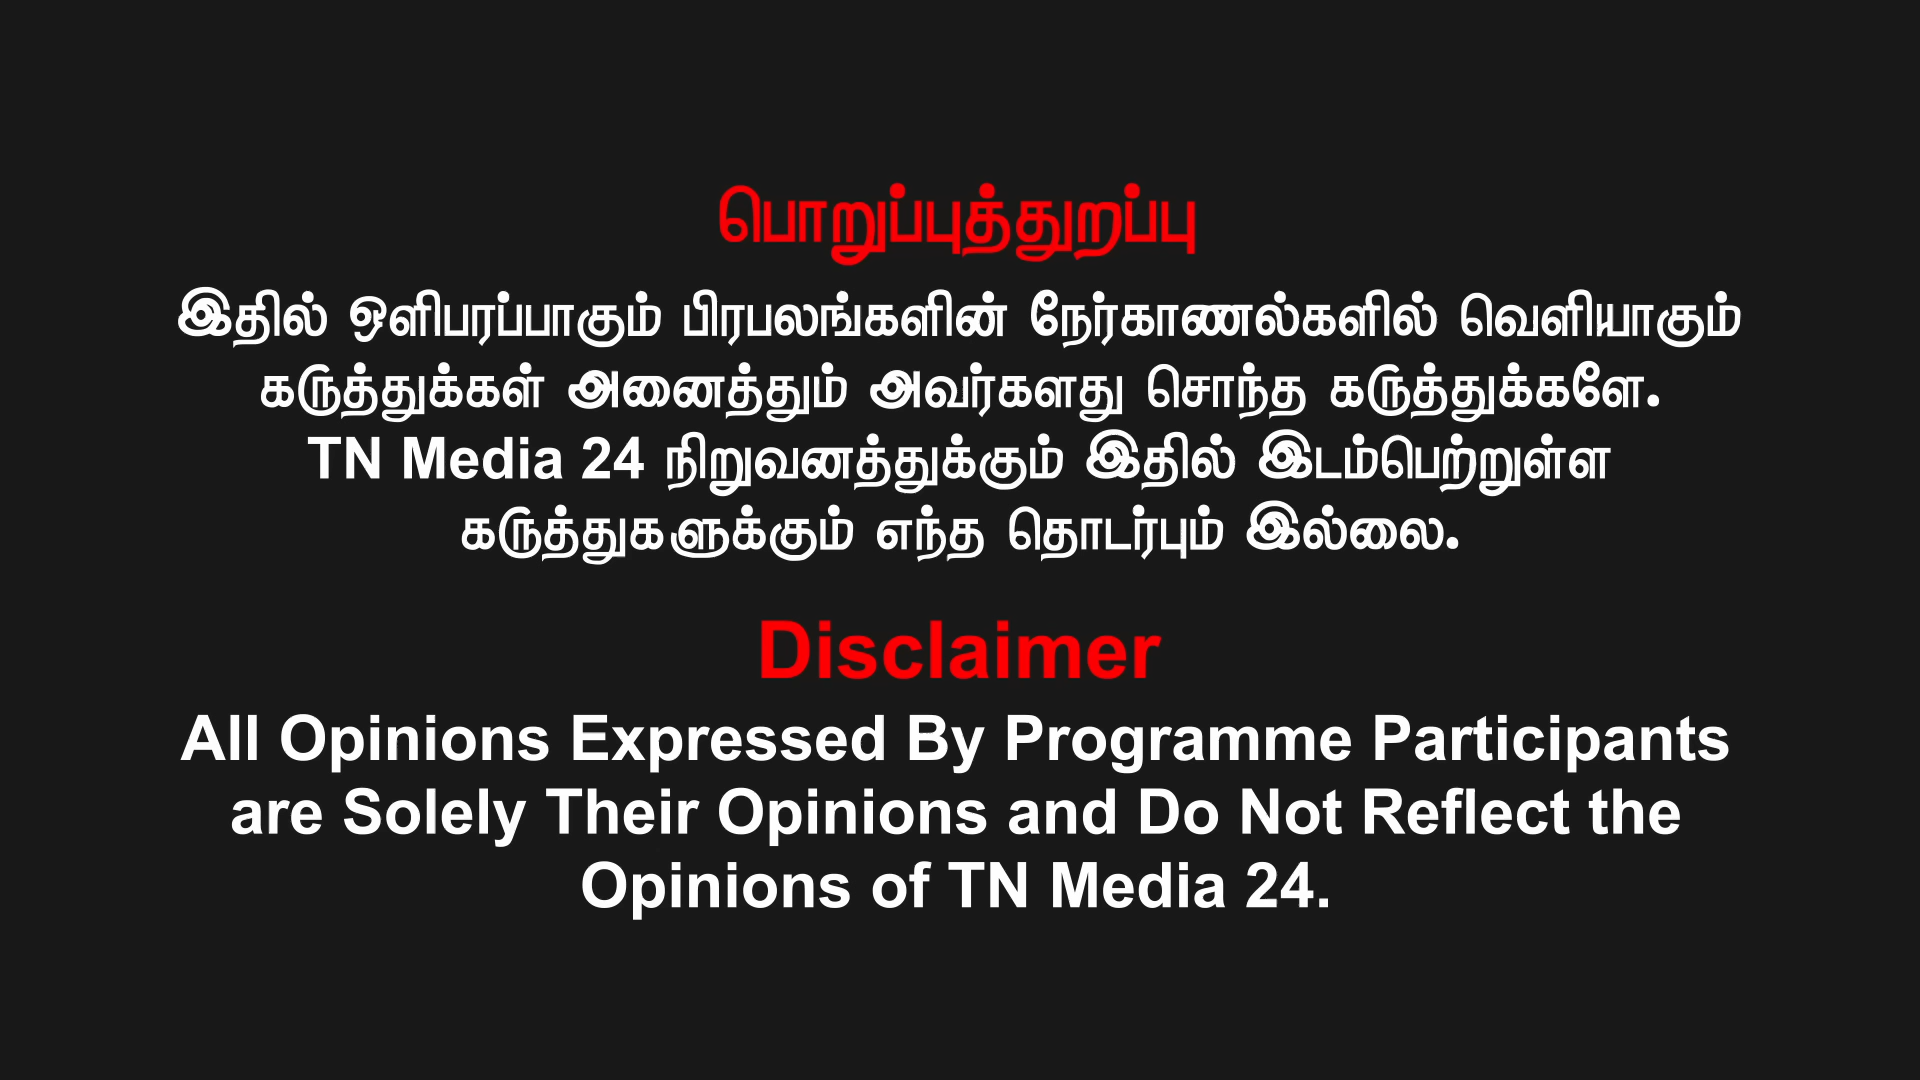 பொறுப்புத்துறப்பு
இதில் ஒளிபரப்பாகும் பிரபலங்களின் நேர்காணல்களில் வெளியாகும்
கருத்துக்கள் அனைத்தும் அவர்களது சொந்த கருத்துக்களே.
TN Media 24 நிறுவனத்துக்கும் இதில் இடம்பெற்றுள்ள
கருத்துகளுக்கும் எந்த தொடர்பும் இல்லை.
Disclaimer
All Opinions Expressed By Programme Participants
are Solely Their Opinions and Do Not Reflect the
Opinions of TN Media 24.